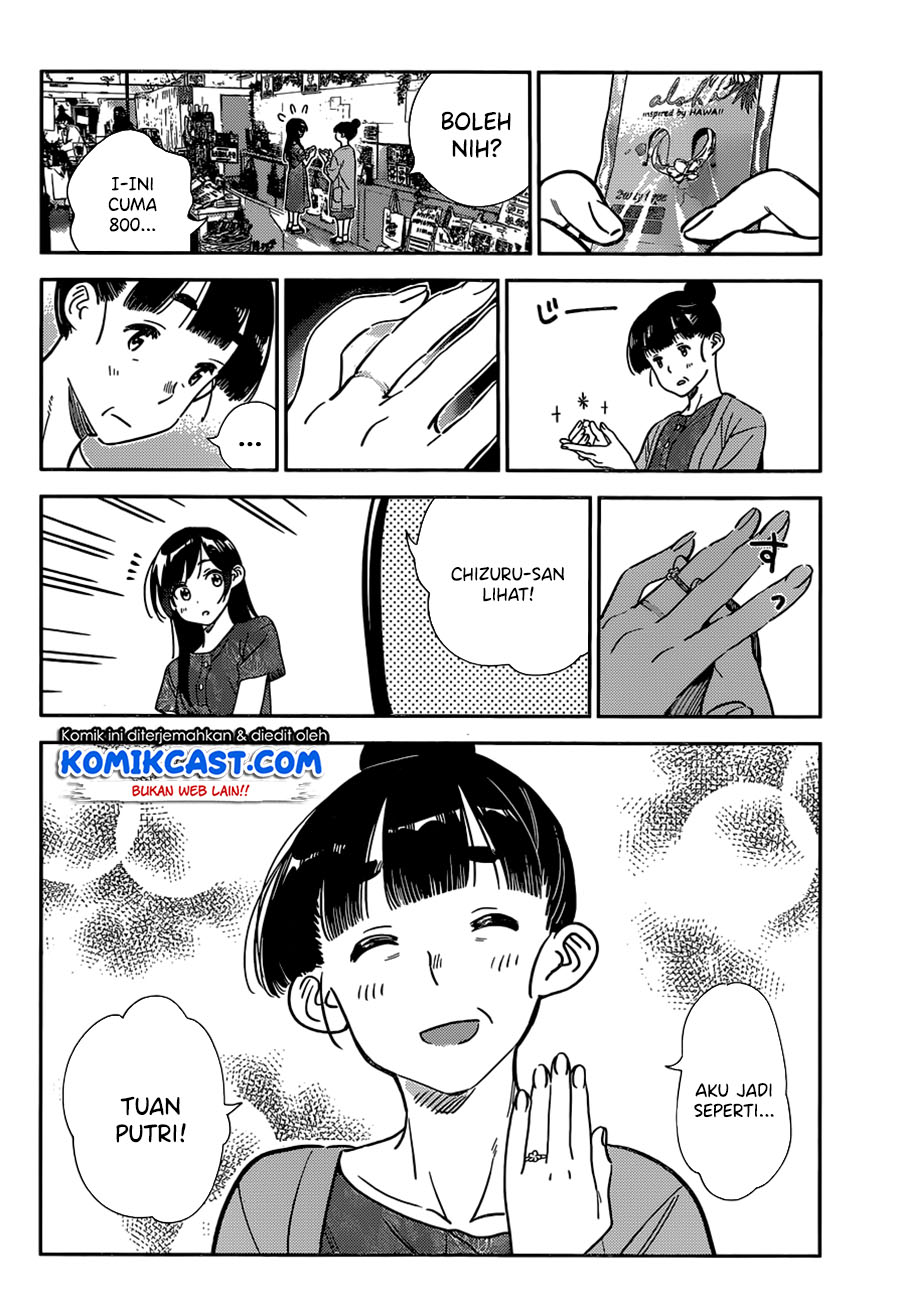 aloha
inspired by HAWAII
BOLEH
NIH?
I-INI
CUMA
800...
じー
...
す
っ
CHIZURU-SAN
LIHAT!
Komik ini diterjemahkan & diedit oleh
KOMIKCAST.COM
BUKAN WEB LAIN!!
AKU JADI
SEPERTI...
TUAN
PUTRI!